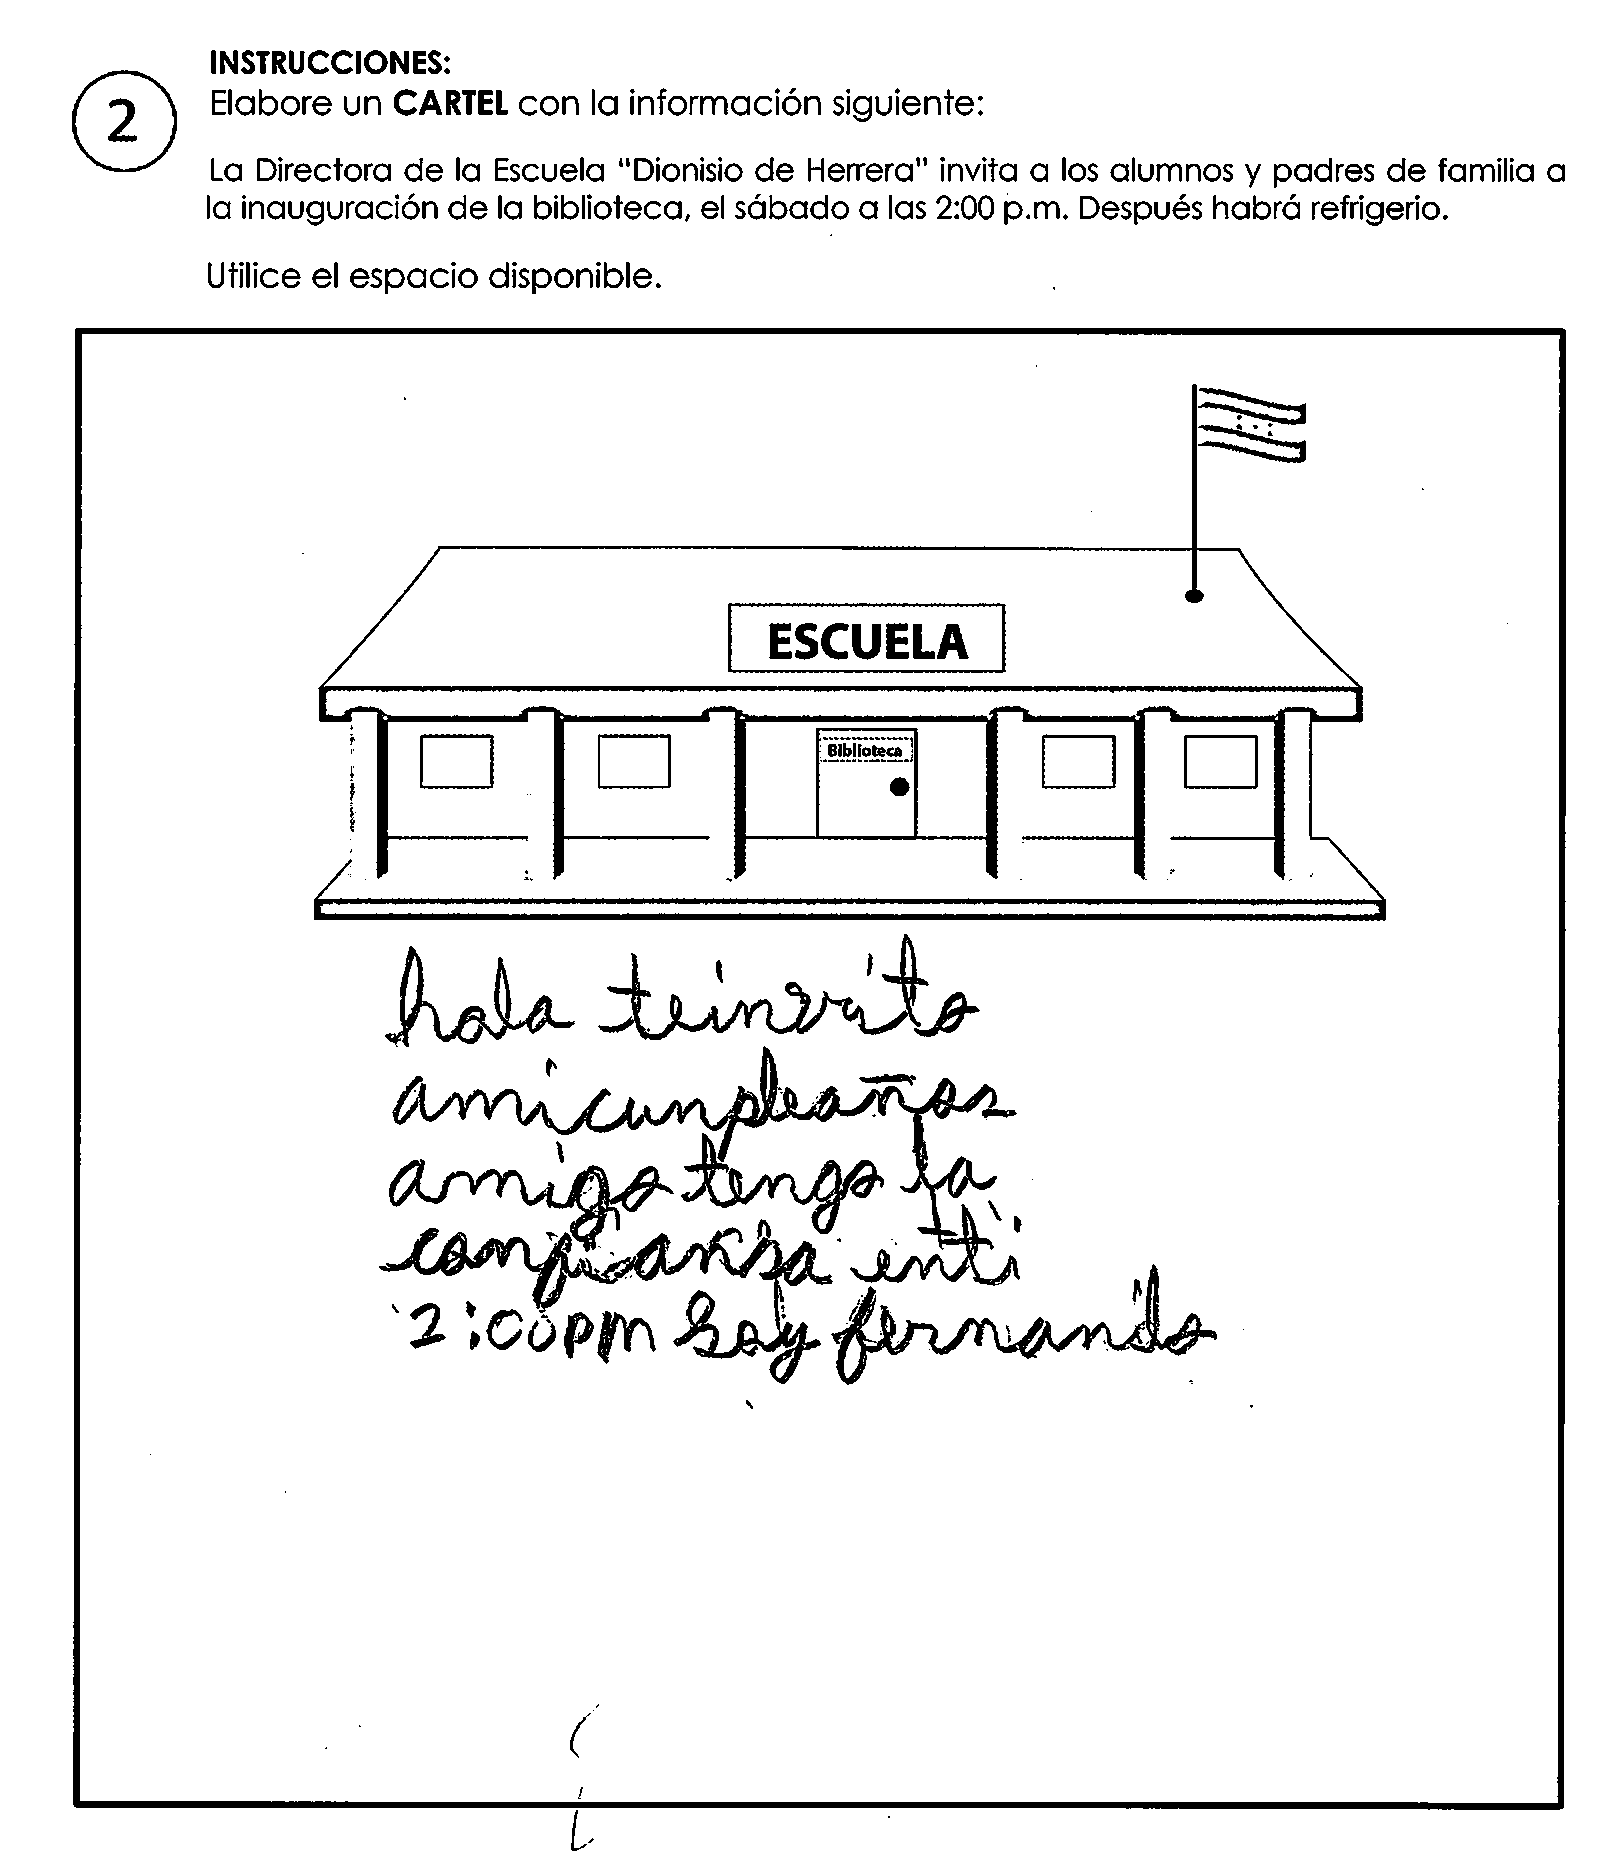 INSTRUCCIONES:
2
Elabore un CARTEL con la información siguiente:
La Directora de la Escuela "Dionisio de Herrera" invita a los alumnos y padres de familia a
la inauguración de la biblioteca, el sábado a las 2:00 p.m. Después habrá refrigerio.
Utilice el espacio disponible.
ESCUELA
Biblioteca
hola teinvito
amicunpleaños
amigo tengo la
confiansa enti
2:00pm Soy fernando